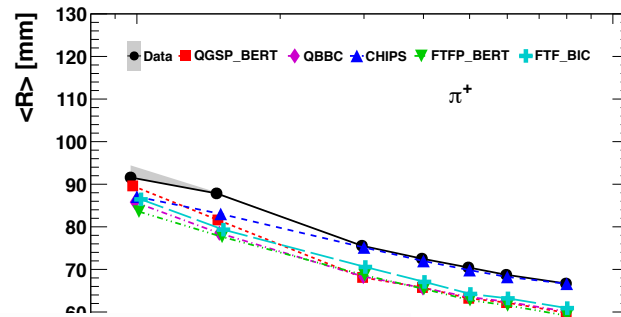 <R> [mm]
130
Data QGSP_BERT QBBC CHIPS FTFP_BERT FTF_BIC
120
110
π+
100
90
80
70
60